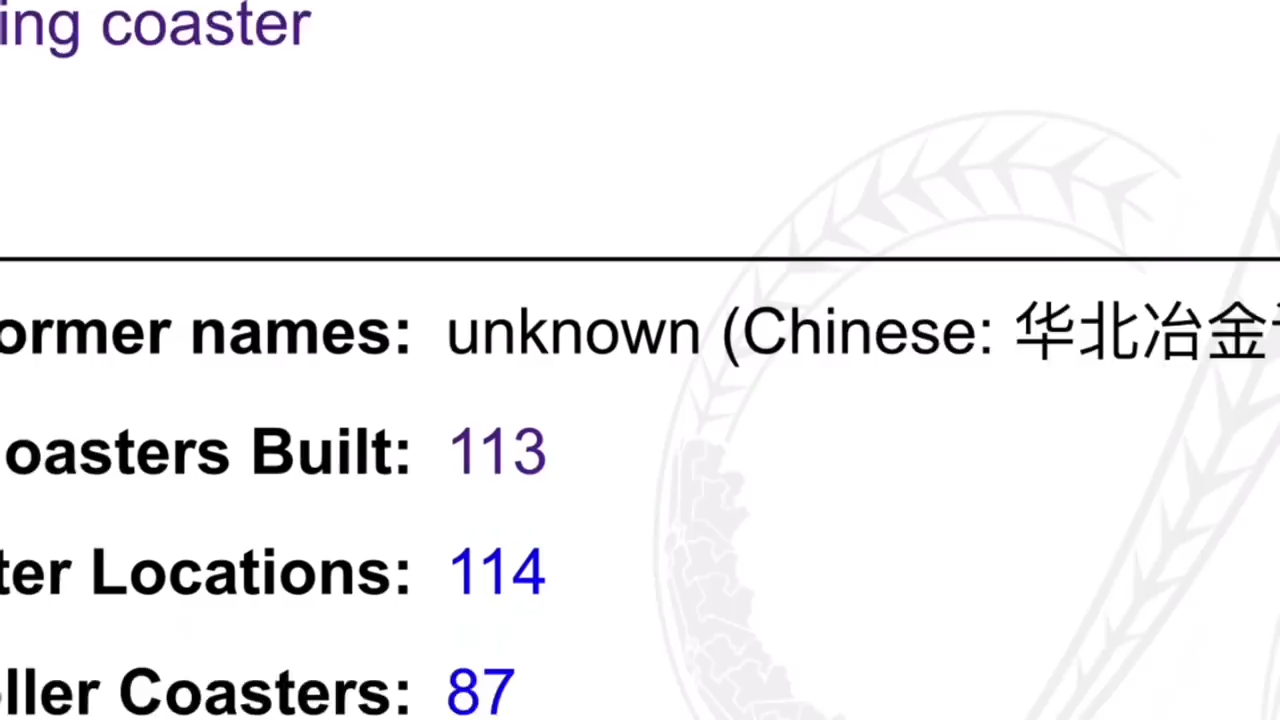 ing coaster
ormer names: unknown (Chinese: 华北冶金
oasters Built: 113
ter Locations: 114
ller Coasters: 87